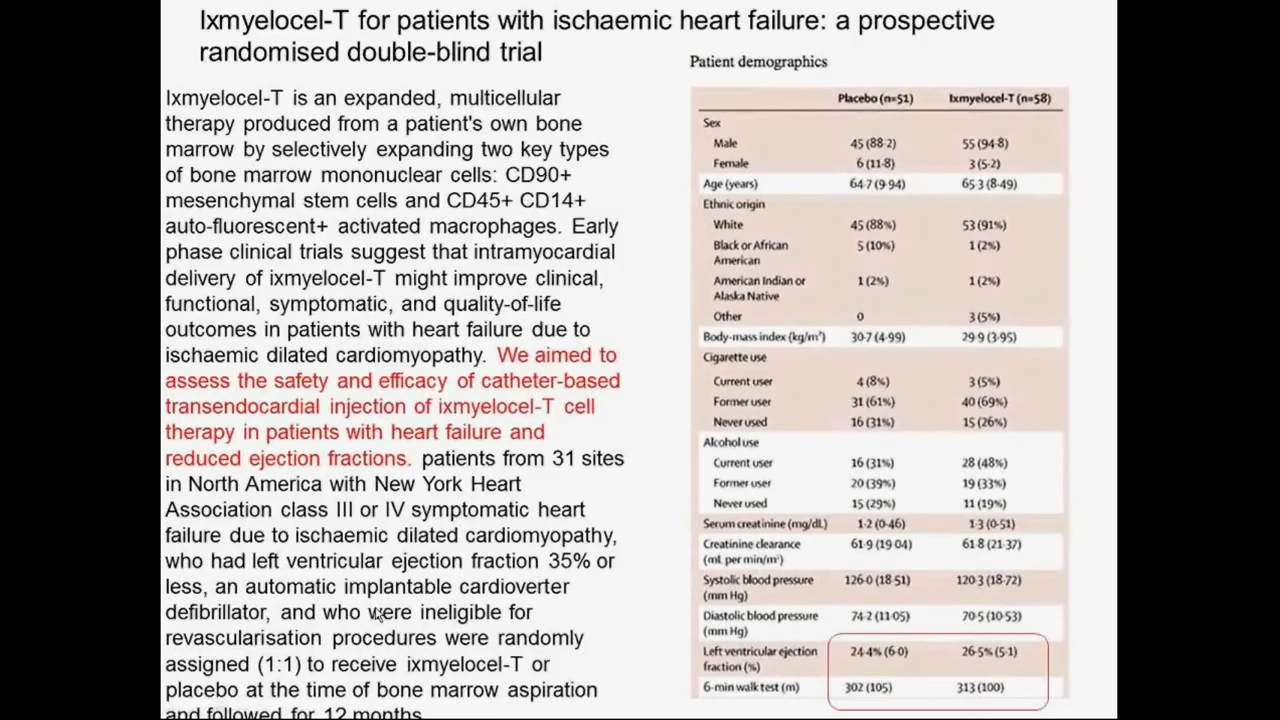 Ixmyelocel-T for patients with ischaemic heart failure: a prospective
randomised double-blind trial
Ixmyelocel-T is an expanded, multicellular
therapy produced from a patient's own bone
marrow by selectively expanding two key types
of bone marrow mononuclear cells: CD90+
mesenchymal stem cells and CD45+ CD14+
auto-fluorescent+ activated macrophages. Early
phase clinical trials suggest that intramyocardial
delivery of ixmyelocel-T might improve clinical,
functional, symptomatic, and quality-of-life
outcomes in patients with heart failure due to
ischaemic dilated cardiomyopathy. We aimed to
assess the safety and efficacy of catheter-based
transendocardial injection of ixmyelocel-T cell
therapy in patients with heart failure and
reduced ejection fractions. patients from 31 sites
in North America with New York Heart
Association class III or IV symptomatic heart
failure due to ischaemic dilated cardiomyopathy,
who had left ventricular ejection fraction 35% or
less, an automatic implantable cardioverter
defibrillator, and who were ineligible for
revascularisation procedures were randomly
assigned (1:1) to receive ixmyelocel-T or
placebo at the time of bone marrow aspiration
and followed for 12 months.
Patient demographics
Placebo (n=51) Ixmyelocel-T (n=58)
Sex
Male 45 (88·2) 55 (94·8)
Female 6 (11·8) 3 (5·2)
Age (years) 64·7 (9·94) 65·3 (8·49)
Ethnic origin
White 45 (88%) 53 (91%)
Black or African 5 (10%) 1 (2%)
American
American Indian or 1 (2%) 1 (2%)
Alaska Native
Other 0 3 (5%)
Body-mass index (kg/m²) 30·7 (4·99) 29·9 (3·95)
Cigarette use
Current user 4 (8%) 3 (5%)
Former user 31 (61%) 40 (69%)
Never used 16 (31%) 15 (26%)
Alcohol use
Current user 16 (31%) 28 (48%)
Former user 20 (39%) 19 (33%)
Never used 15 (29%) 11 (19%)
Serum creatinine (mg/dL) 1·2 (0·46) 1·3 (0·51)
Creatinine clearance 61·9 (19·04) 61·8 (21·37)
(mL per min/m²)
Systolic blood pressure 126·0 (18·51) 120·3 (18·72)
(mm Hg)
Diastolic blood pressure 74·2 (11·05) 70·5 (10·53)
(mm Hg)
Left ventricular ejection 24·4% (6·0) 26·5% (5·1)
fraction (%)
6-min walk test (m) 302 (105) 313 (100)